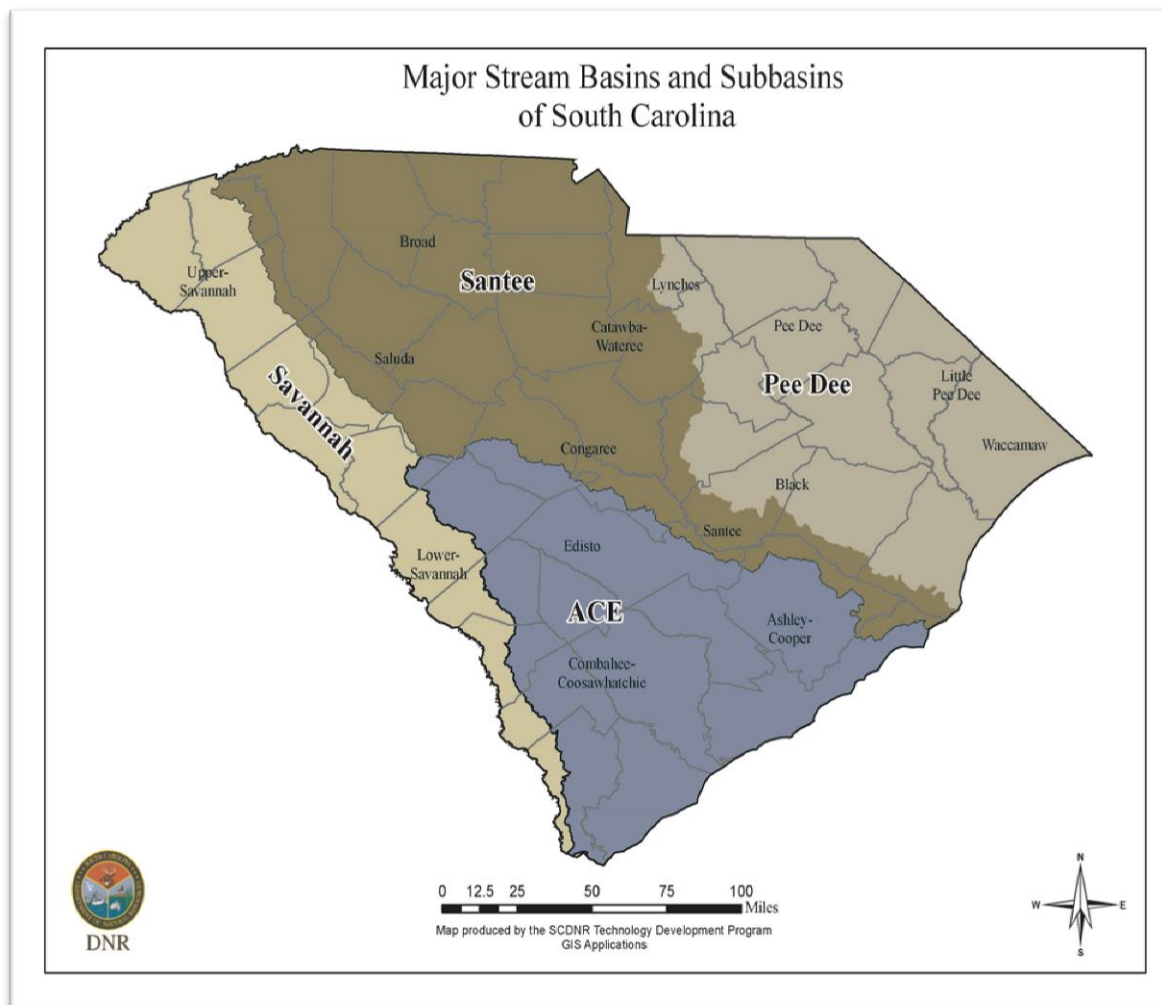 Major Stream Basins and Subbasins
of South Carolina
Broad
Santee
Upper-
Savannah
Lynches
Pee Dee
Catawba-
Wateree
Saluda
Savannah
Pee Dee
Little
Pee Dee
Waccamaw
Congaree
Black
Santee
Edisto
Lower-
Savannah
ACE
Ashley-
Cooper
Combahee-
Coosawhatchie
DNR
0 12.5 25 50 75 100
Miles
Map produced by the SCDNR Technology Development Program
GIS Applications
N
W E
S